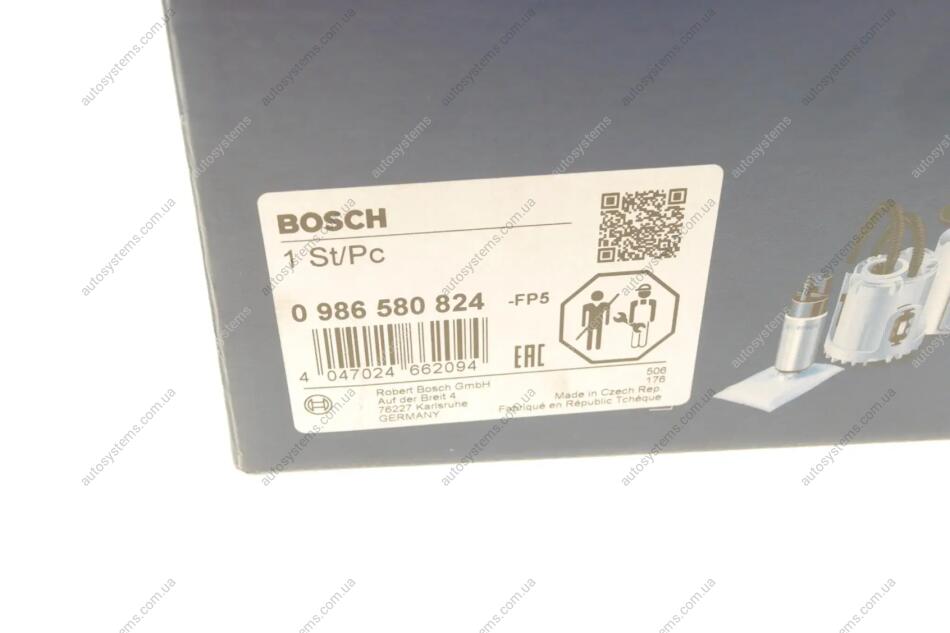 BOSCH
1 St/Pc
0 986 580 824 -FP5
EAC
4 047024 662094
506
176
Robert Bosch GmbH
Auf der Breit 4
76227 Karlsruhe
GERMANY
Made in Czech Rep.
Fabriqué en République Tchèque
autosystems.com.ua